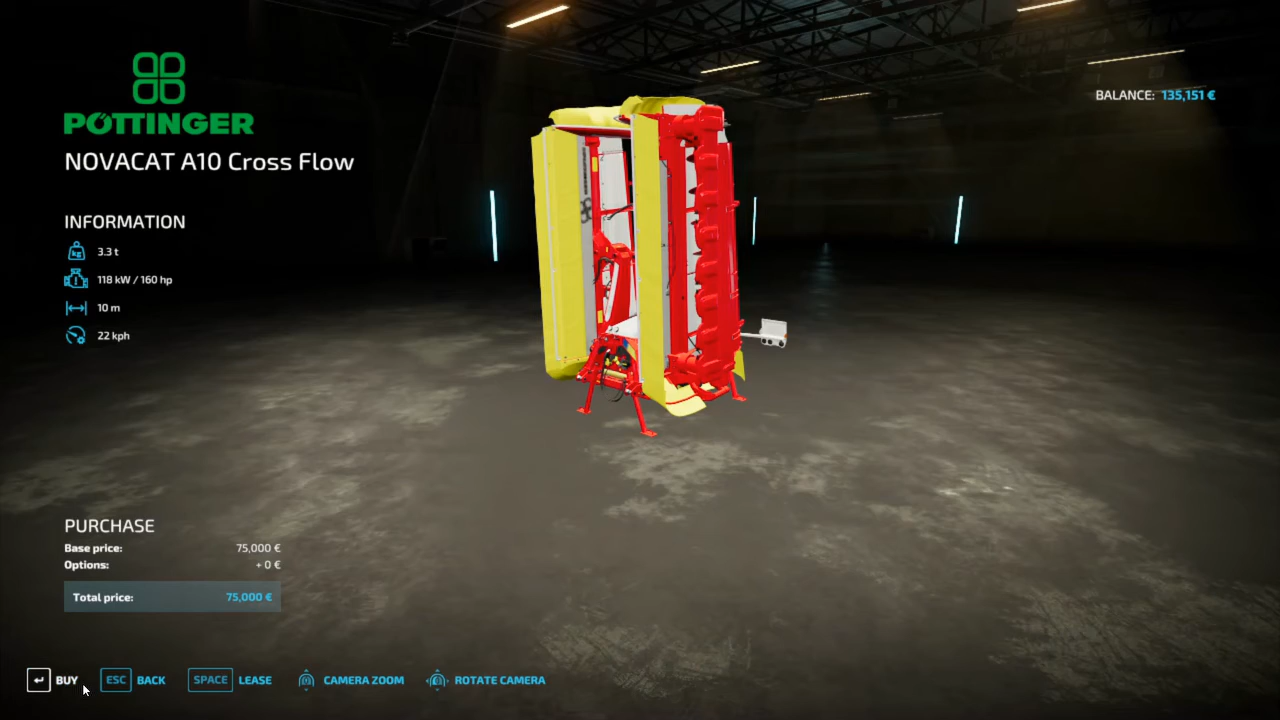 PÖTTINGER
NOVACAT A10 Cross Flow
BALANCE: 135,151 €
INFORMATION
kg 3.3 t
118 kW / 160 hp
10 m
22 kph
PURCHASE
Base price: 75,000 €
Options: + 0 €
Total price: 75,000 €
BUY ESC BACK SPACE LEASE CAMERA ZOOM ROTATE CAMERA